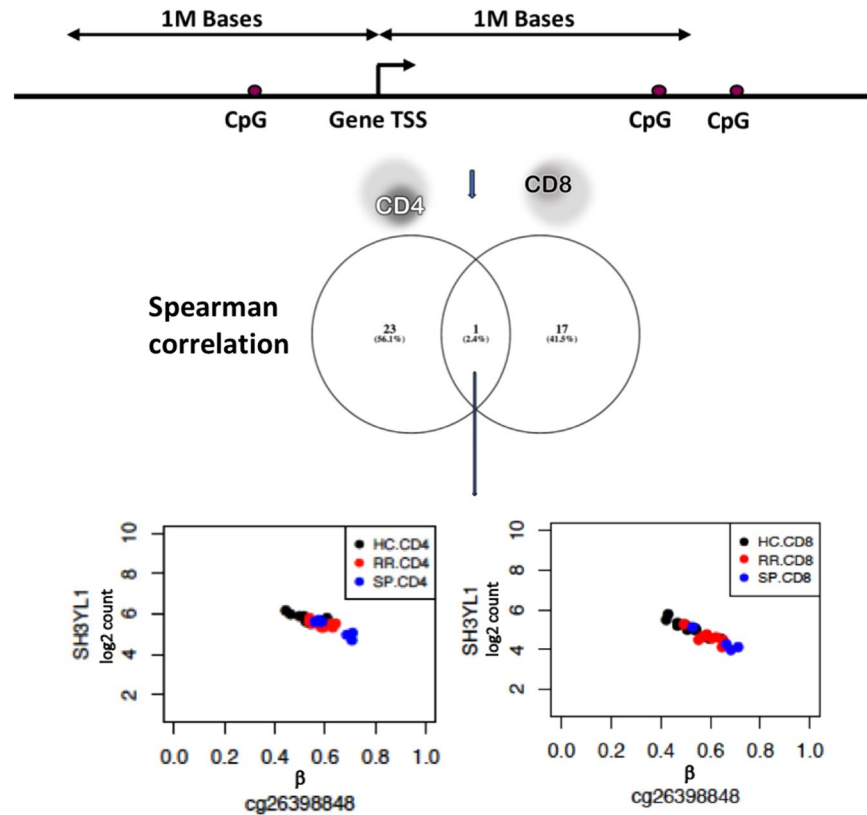 1M Bases 1M Bases
CpG Gene TSS CpG CpG
CD4 CD8
Spearman
correlation
23
(56.1%)
1
(2.4%)
17
(41.5%)
SH3YL1
log2 count
10
8
6
4
2
HC.CD4
RR.CD4
SP.CD4
0.0 0.2 0.4 0.6 0.8 1.0
β
cg26398848
SH3YL1
log2 count
10
8
6
4
2
HC.CD8
RR.CD8
SP.CD8
0.0 0.2 0.4 0.6 0.8 1.0
β
cg26398848